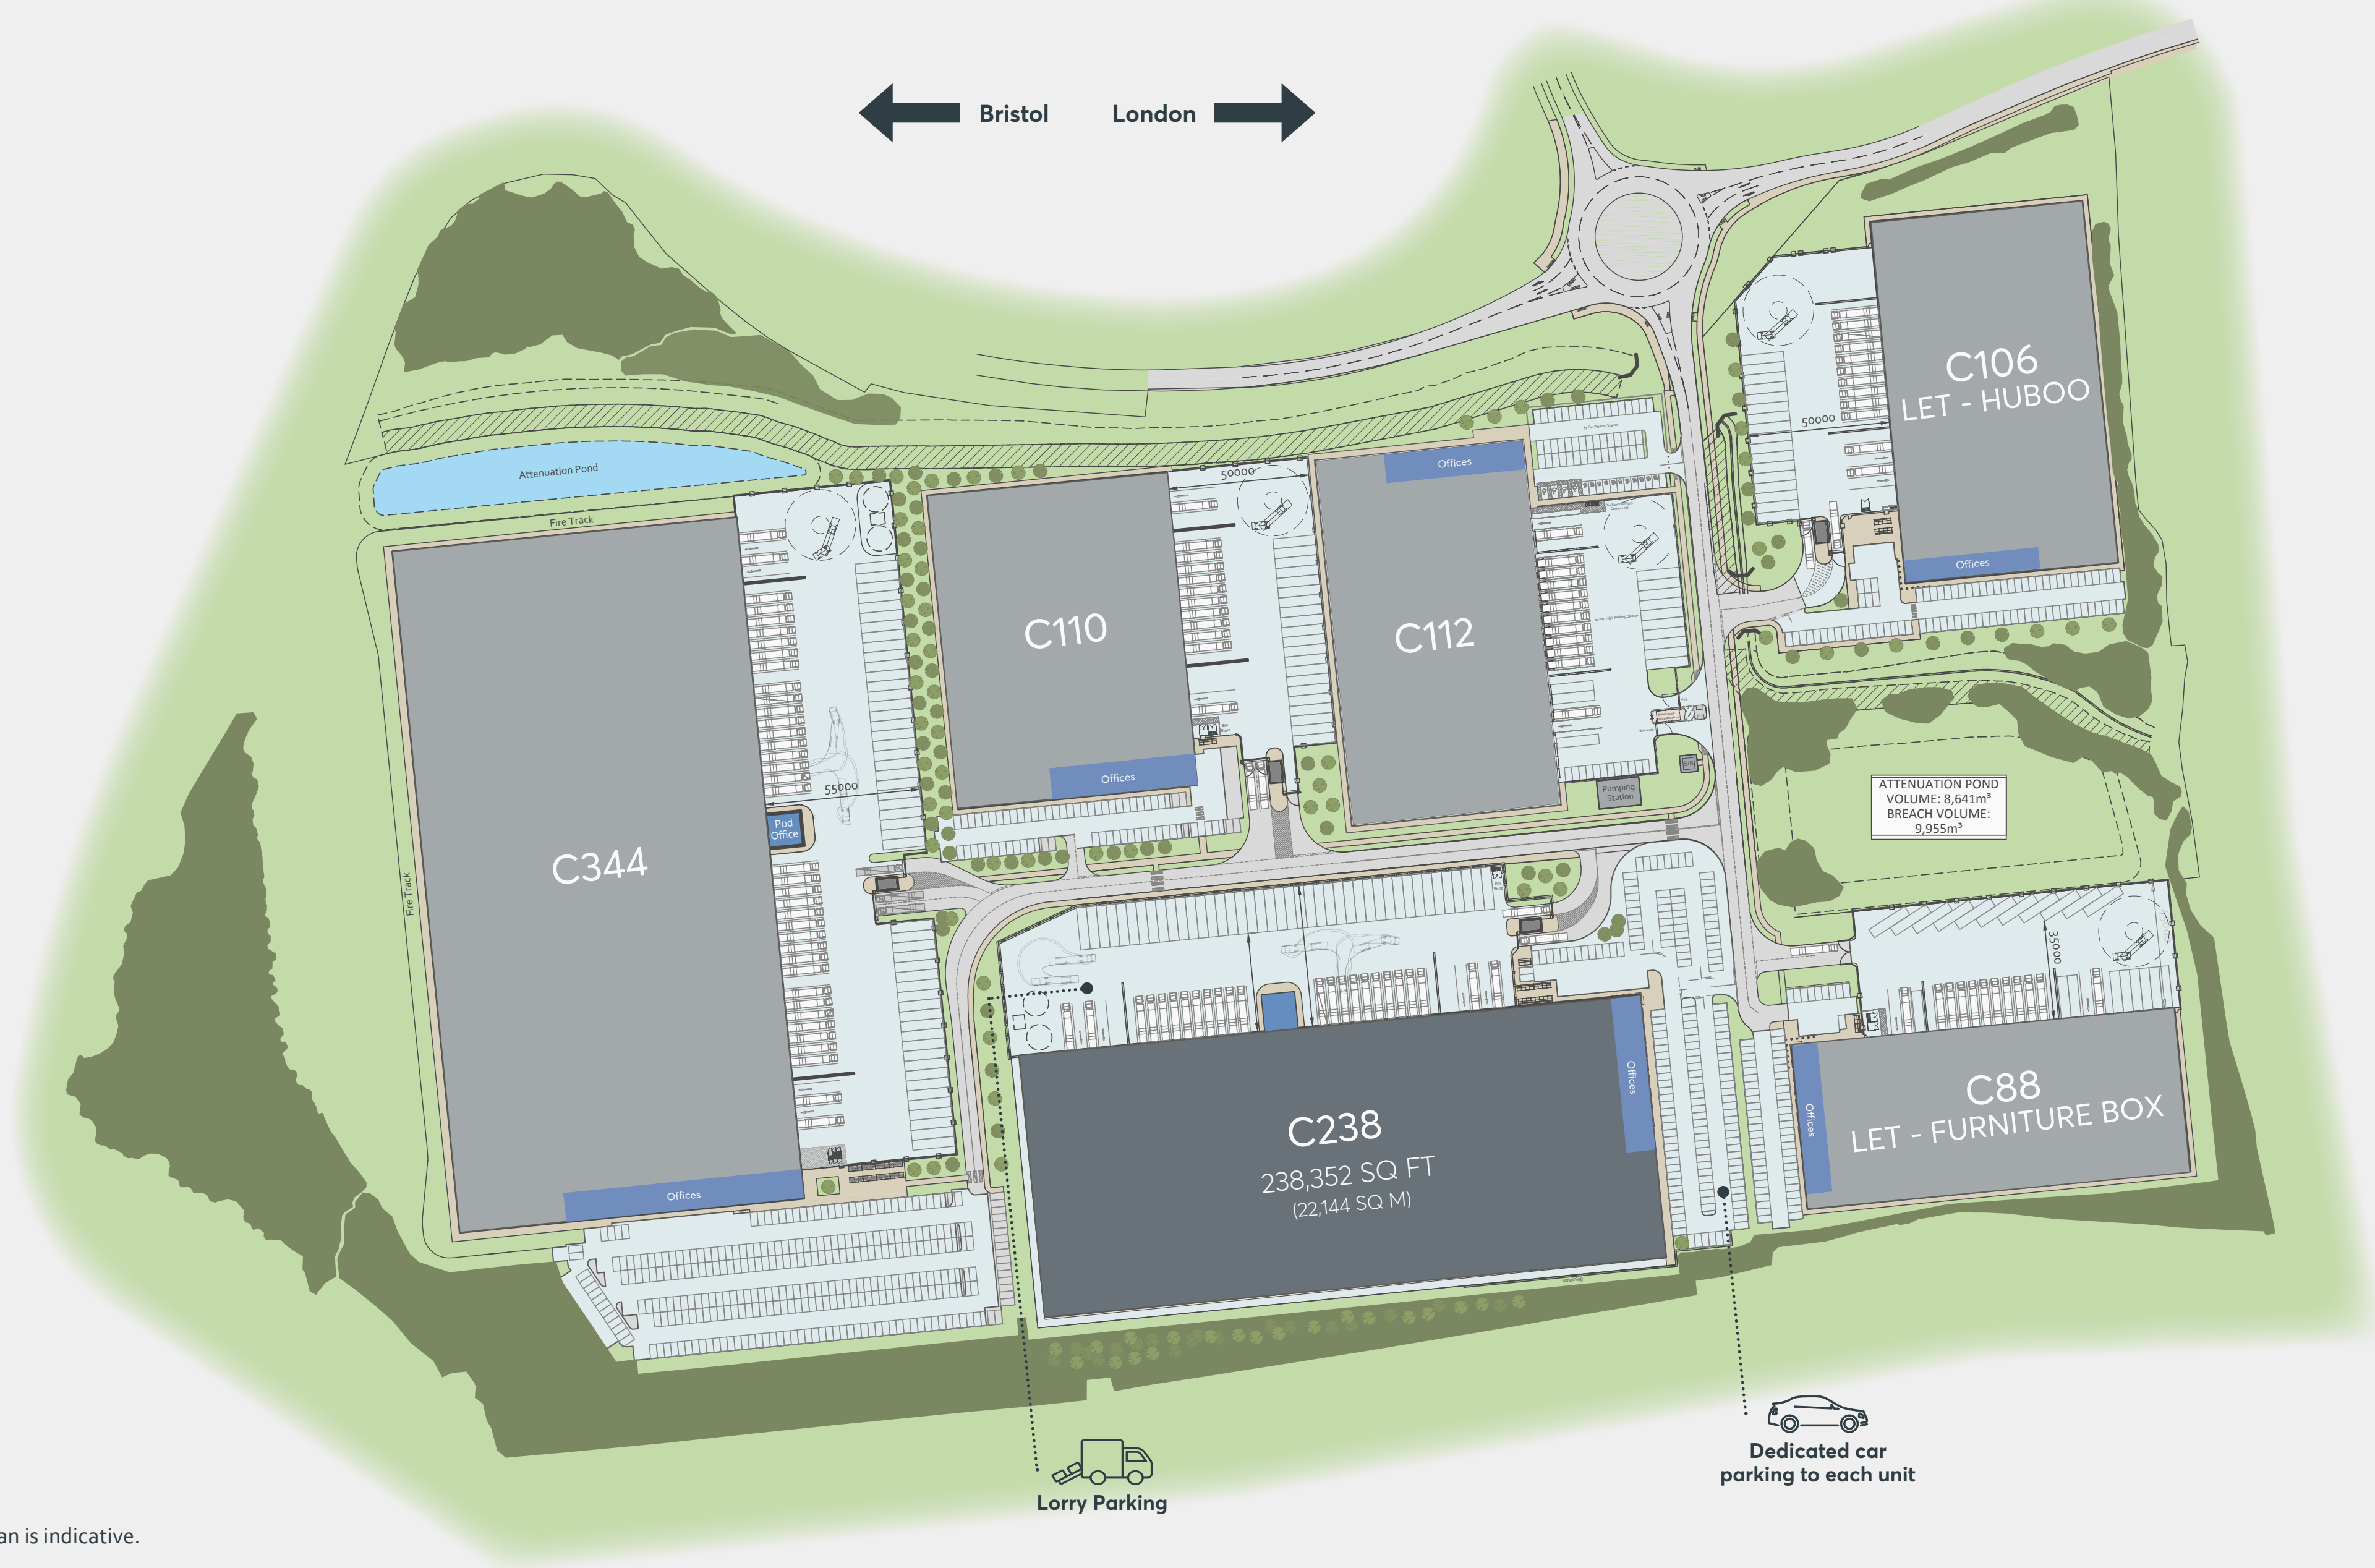 Bristol
London
Attenuation Pond
Fire Track
Fire Track
C344
Pod
Office
55000
Offices
C110
Offices
50000
C112
Offices
Pumping
Station
C106
LET - HUBOO
50000
Offices
ATTENUATION POND
VOLUME: 8,641m³
BREACH VOLUME:
9,955m³
35000
C88
LET - FURNITURE BOX
Offices
C238
238,352 SQ FT
(22,144 SQ M)
Offices
Retaining
Lorry Parking
Dedicated car
parking to each unit
an is indicative.